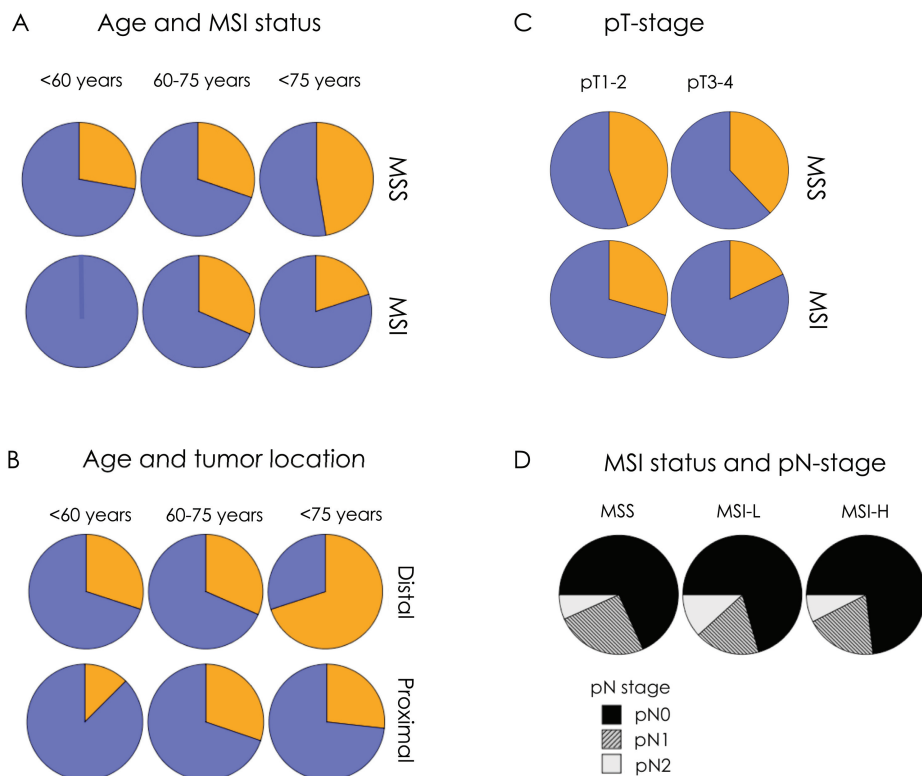 A Age and MSI status
<60 years 60-75 years <75 years
MSS
MSI
B Age and tumor location
<60 years 60-75 years <75 years
Distal
Proximal
C pT-stage
pT1-2 pT3-4
MSS
MSI
D MSI status and pN-stage
MSS MSI-L MSI-H
pN stage
pN0
pN1
pN2